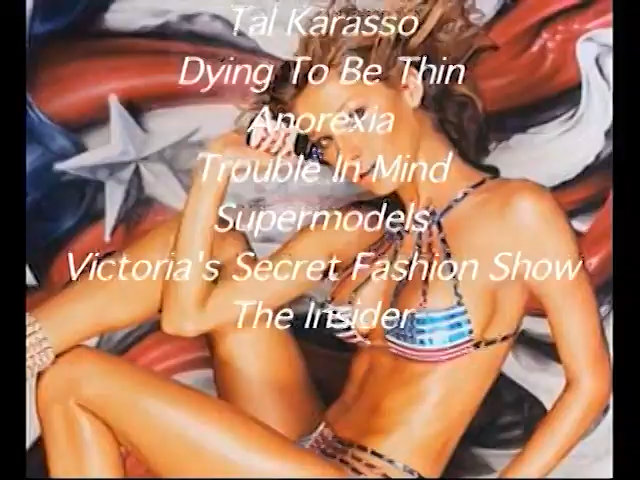 Tal Karasso
Dying To Be Thin
Anorexia
Trouble In Mind
Supermodels
Victoria's Secret Fashion Show
The Insider